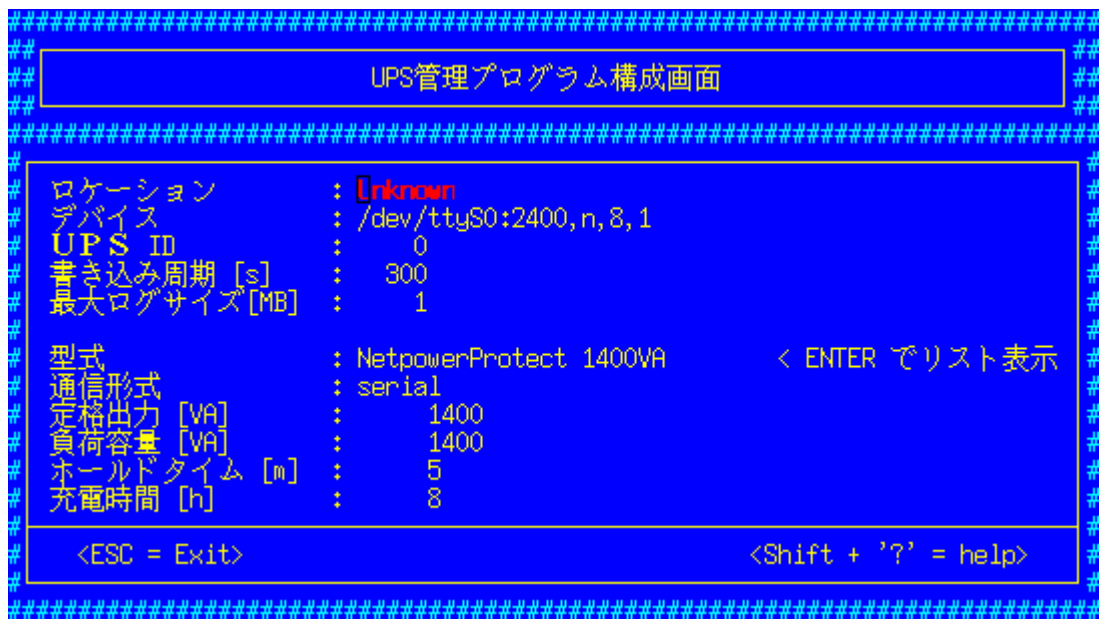 UPS管理プログラム構成画面
ロケーション : Unknown
デバイス : /dev/ttyS0:2400,n,8,1
UPS ID : 0
書き込み周期 [s] : 300
最大ログサイズ[MB] : 1
型式 : NetpowerProtect 1400VA < ENTER でリスト表示
通信形式 : serial
定格出力 [VA] : 1400
負荷容量 [VA] : 1400
ホールドタイム [m] : 5
充電時間 [h] : 8
<ESC = Exit> <Shift + '?' = help>